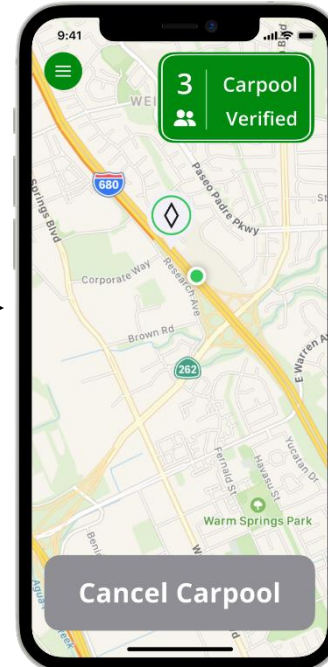 9:41
3 Carpool
Verified
680
Paseo Padre Pkwy
Springs Blvd
Corporate Way
Research Ave
Brown Rd
262
E Warren
Fernald St
Havasu St
Yucatan Dr
Warm Springs Park
Cancel Carpool